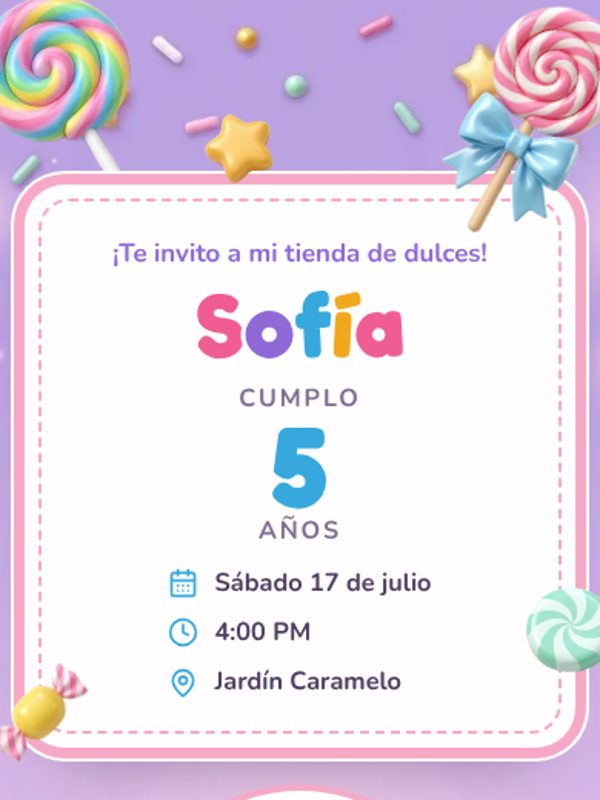 ¡Te invito a mi tienda de dulces!
Sofía
CUMPLO
5
AÑOS
Sábado 17 de julio
4:00 PM
Jardín Caramelo